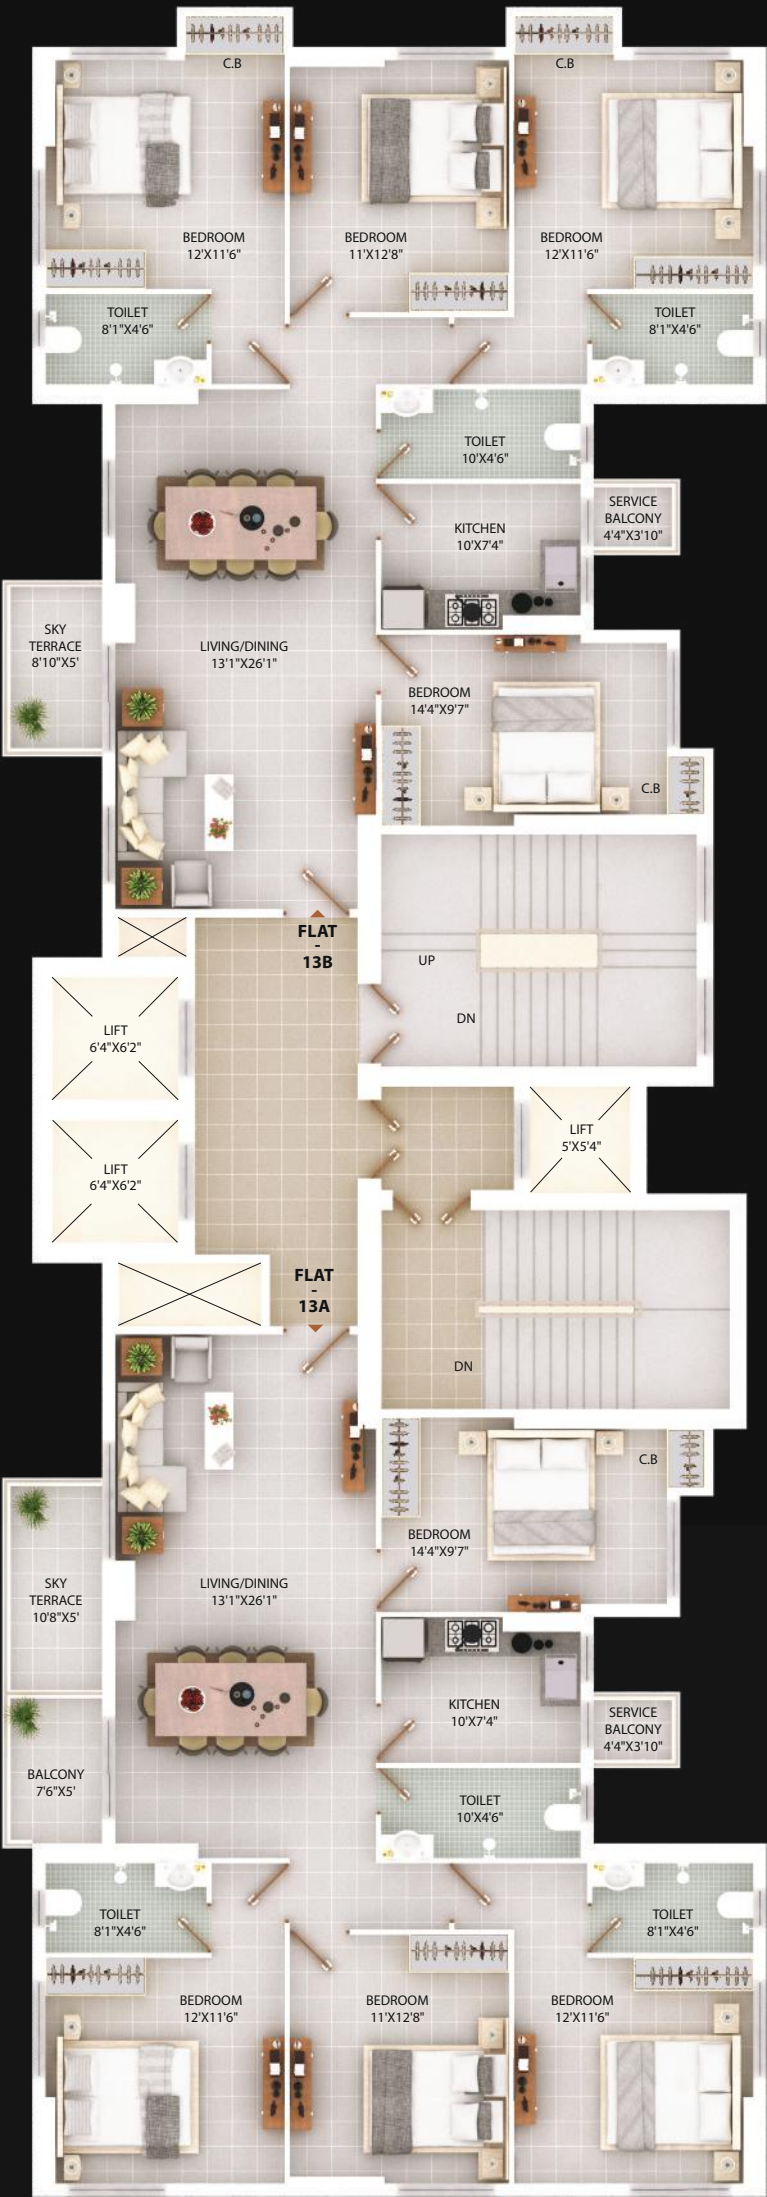 C.B
C.B
BEDROOM
12'X11'6"
BEDROOM
11'X12'8"
BEDROOM
12'X11'6"
TOILET
8'1"X4'6"
TOILET
8'1"X4'6"
TOILET
10'X4'6"
SERVICE
BALCONY
4'4"X3'10"
KITCHEN
10'X7'4"
SKY
TERRACE
8'10"X5'
LIVING/DINING
13'1"X26'1"
BEDROOM
14'4"X9'7"
C.B
FLAT
-
13B
UP
DN
LIFT
6'4"X6'2"
LIFT
5'X5'4"
LIFT
6'4"X6'2"
FLAT
-
13A
DN
C.B
BEDROOM
14'4"X9'7"
SKY
TERRACE
10'8"X5'
LIVING/DINING
13'1"X26'1"
KITCHEN
10'X7'4"
SERVICE
BALCONY
4'4"X3'10"
BALCONY
7'6"X5'
TOILET
10'X4'6"
TOILET
8'1"X4'6"
TOILET
8'1"X4'6"
BEDROOM
12'X11'6"
BEDROOM
11'X12'8"
BEDROOM
12'X11'6"